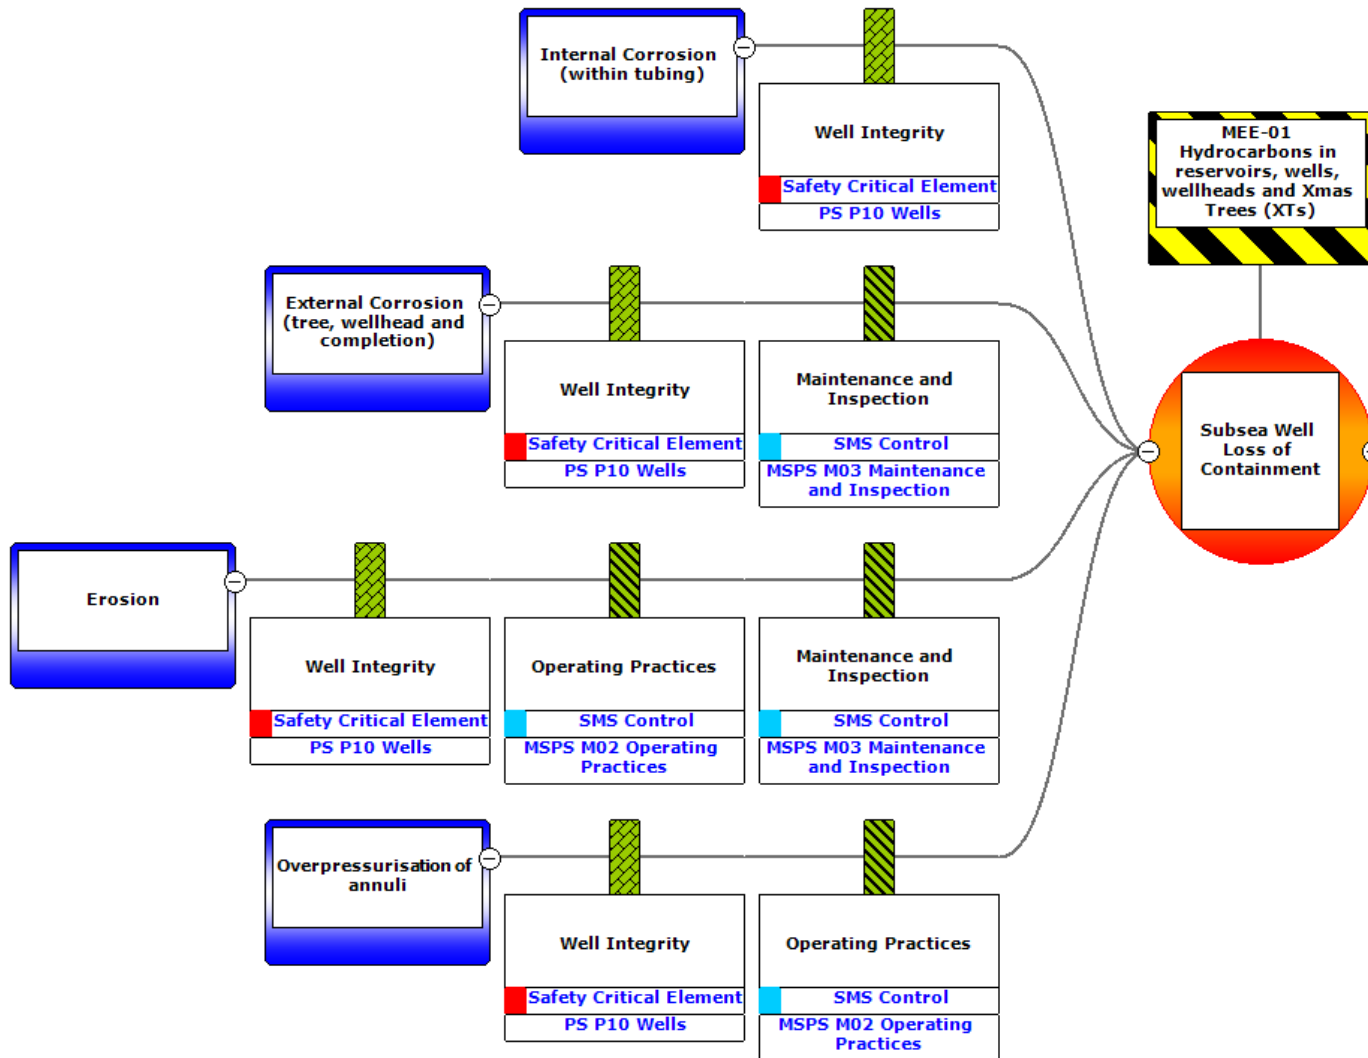 Internal Corrosion
(within tubing)
Well Integrity
Safety Critical Element
PS P10 Wells
MEE-01
Hydrocarbons in
reservoirs, wells,
wellheads and Xmas
Trees (XTs)
External Corrosion
(tree, wellhead and
completion)
Well Integrity
Safety Critical Element
PS P10 Wells
Maintenance and
Inspection
SMS Control
MSPS M03 Maintenance
and Inspection
Subsea Well
Loss of
Containment
Erosion
Well Integrity
Safety Critical Element
PS P10 Wells
Operating Practices
SMS Control
MSPS M02 Operating
Practices
Maintenance and
Inspection
SMS Control
MSPS M03 Maintenance
and Inspection
Overpressurisation of
annuli
Well Integrity
Safety Critical Element
PS P10 Wells
Operating Practices
SMS Control
MSPS M02 Operating
Practices